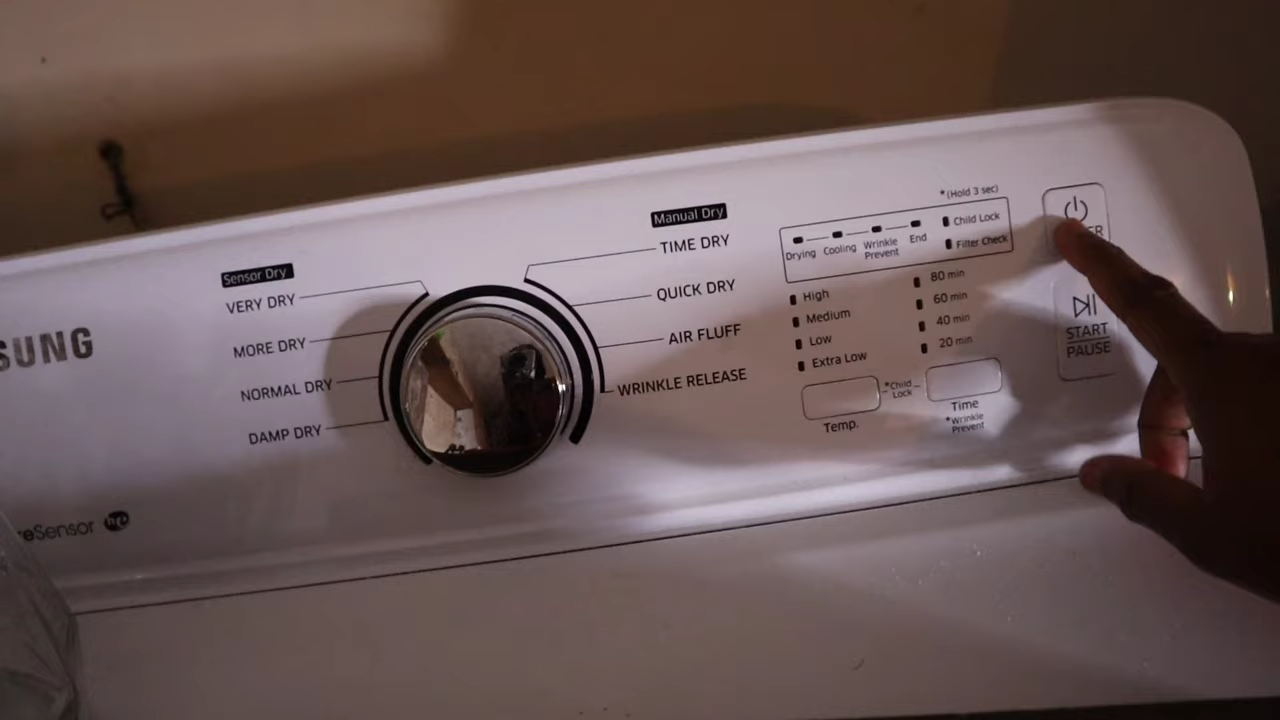 SUNG
Sensor Dry
VERY DRY
MORE DRY
NORMAL DRY
DAMP DRY
Manual Dry
TIME DRY
QUICK DRY
AIR FLUFF
WRINKLE RELEASE
*(Hold 3 sec)
Drying
Cooling
Wrinkle
Prevent
End
Child Lock
Filter Check
High
Medium
Low
Extra Low
80 min
60 min
40 min
20 min
*Child
Lock
Temp.
Time
*Wrinkle
Prevent
START
PAUSE
eSensor he